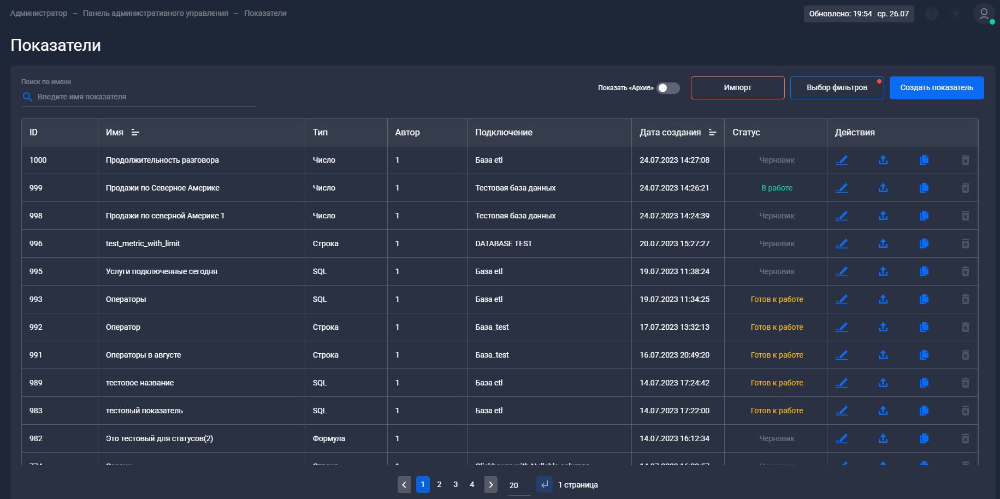 Администратор – Панель административного управления – Показатели
Обновлено: 19:54 ср. 26.07
Показатели
Поиск по имени
Введите имя показателя
Показать «Архив»
Импорт
Выбор фильтров
Создать показатель
ID Имя Тип Автор Подключение Дата создания Статус Действия
1000 Продолжительность разговора Число 1 База etl 24.07.2023 14:27:08 Черновик
999 Продажи по Северное Америке Число 1 Тестовая база данных 24.07.2023 14:26:21 В работе
998 Продажи по северной Америке 1 Число 1 Тестовая база данных 24.07.2023 14:24:39 Черновик
996 test_metric_with_limit Строка 1 DATABASE TEST 20.07.2023 15:27:27 Черновик
995 Услуги подключенные сегодня SQL 1 База etl 19.07.2023 11:38:24 Черновик
993 Операторы SQL 1 База etl 19.07.2023 11:34:25 Готов к работе
992 Оператор Строка 1 База_test 17.07.2023 13:32:13 Готов к работе
991 Операторы в августе Строка 1 База_test 16.07.2023 20:49:20 Готов к работе
989 тестовое название SQL 1 База etl 14.07.2023 17:24:42 Готов к работе
983 тестовый показатель SQL 1 База etl 14.07.2023 17:22:00 Готов к работе
982 Это тестовый для статусов(2) Формула 1 14.07.2023 16:12:34 Черновик
1 2 3 4 20 1 страница